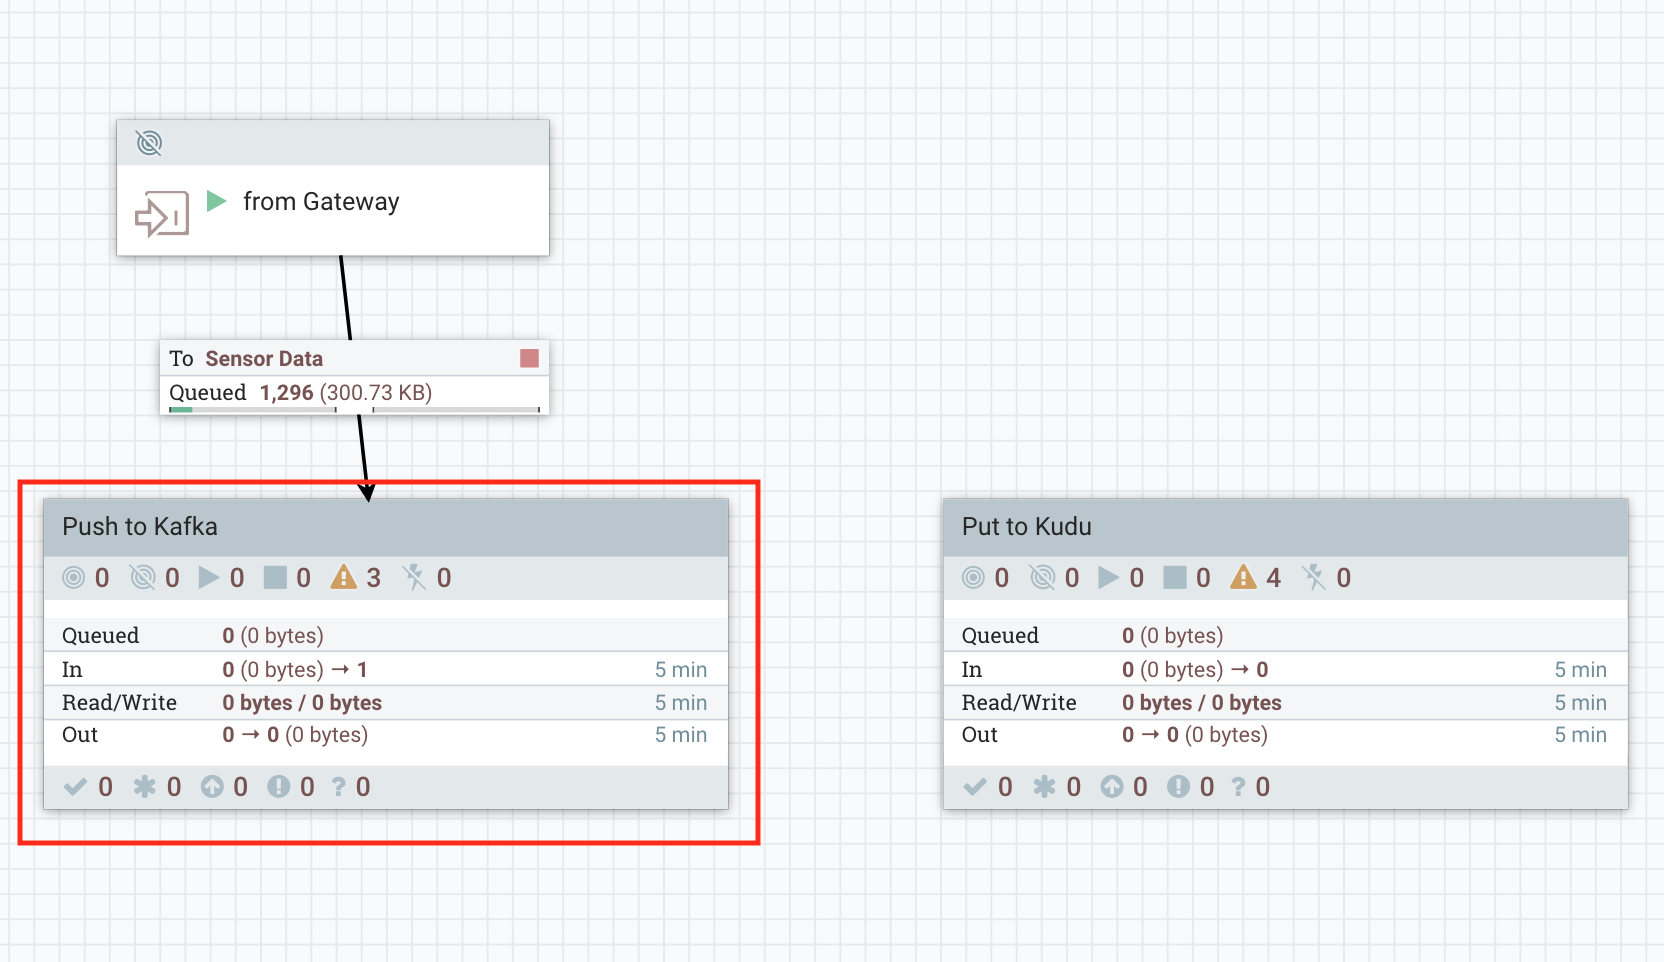 from Gateway
To Sensor Data
Queued 1,296 (300.73 KB)
Push to Kafka
0 0 0 0 3 0
Queued 0 (0 bytes)
In 0 (0 bytes) → 1 5 min
Read/Write 0 bytes / 0 bytes 5 min
Out 0 → 0 (0 bytes) 5 min
0 0 0 0 ? 0
Put to Kudu
0 0 0 0 4 0
Queued 0 (0 bytes)
In 0 (0 bytes) → 0 5 min
Read/Write 0 bytes / 0 bytes 5 min
Out 0 → 0 (0 bytes) 5 min
0 0 0 0 ? 0